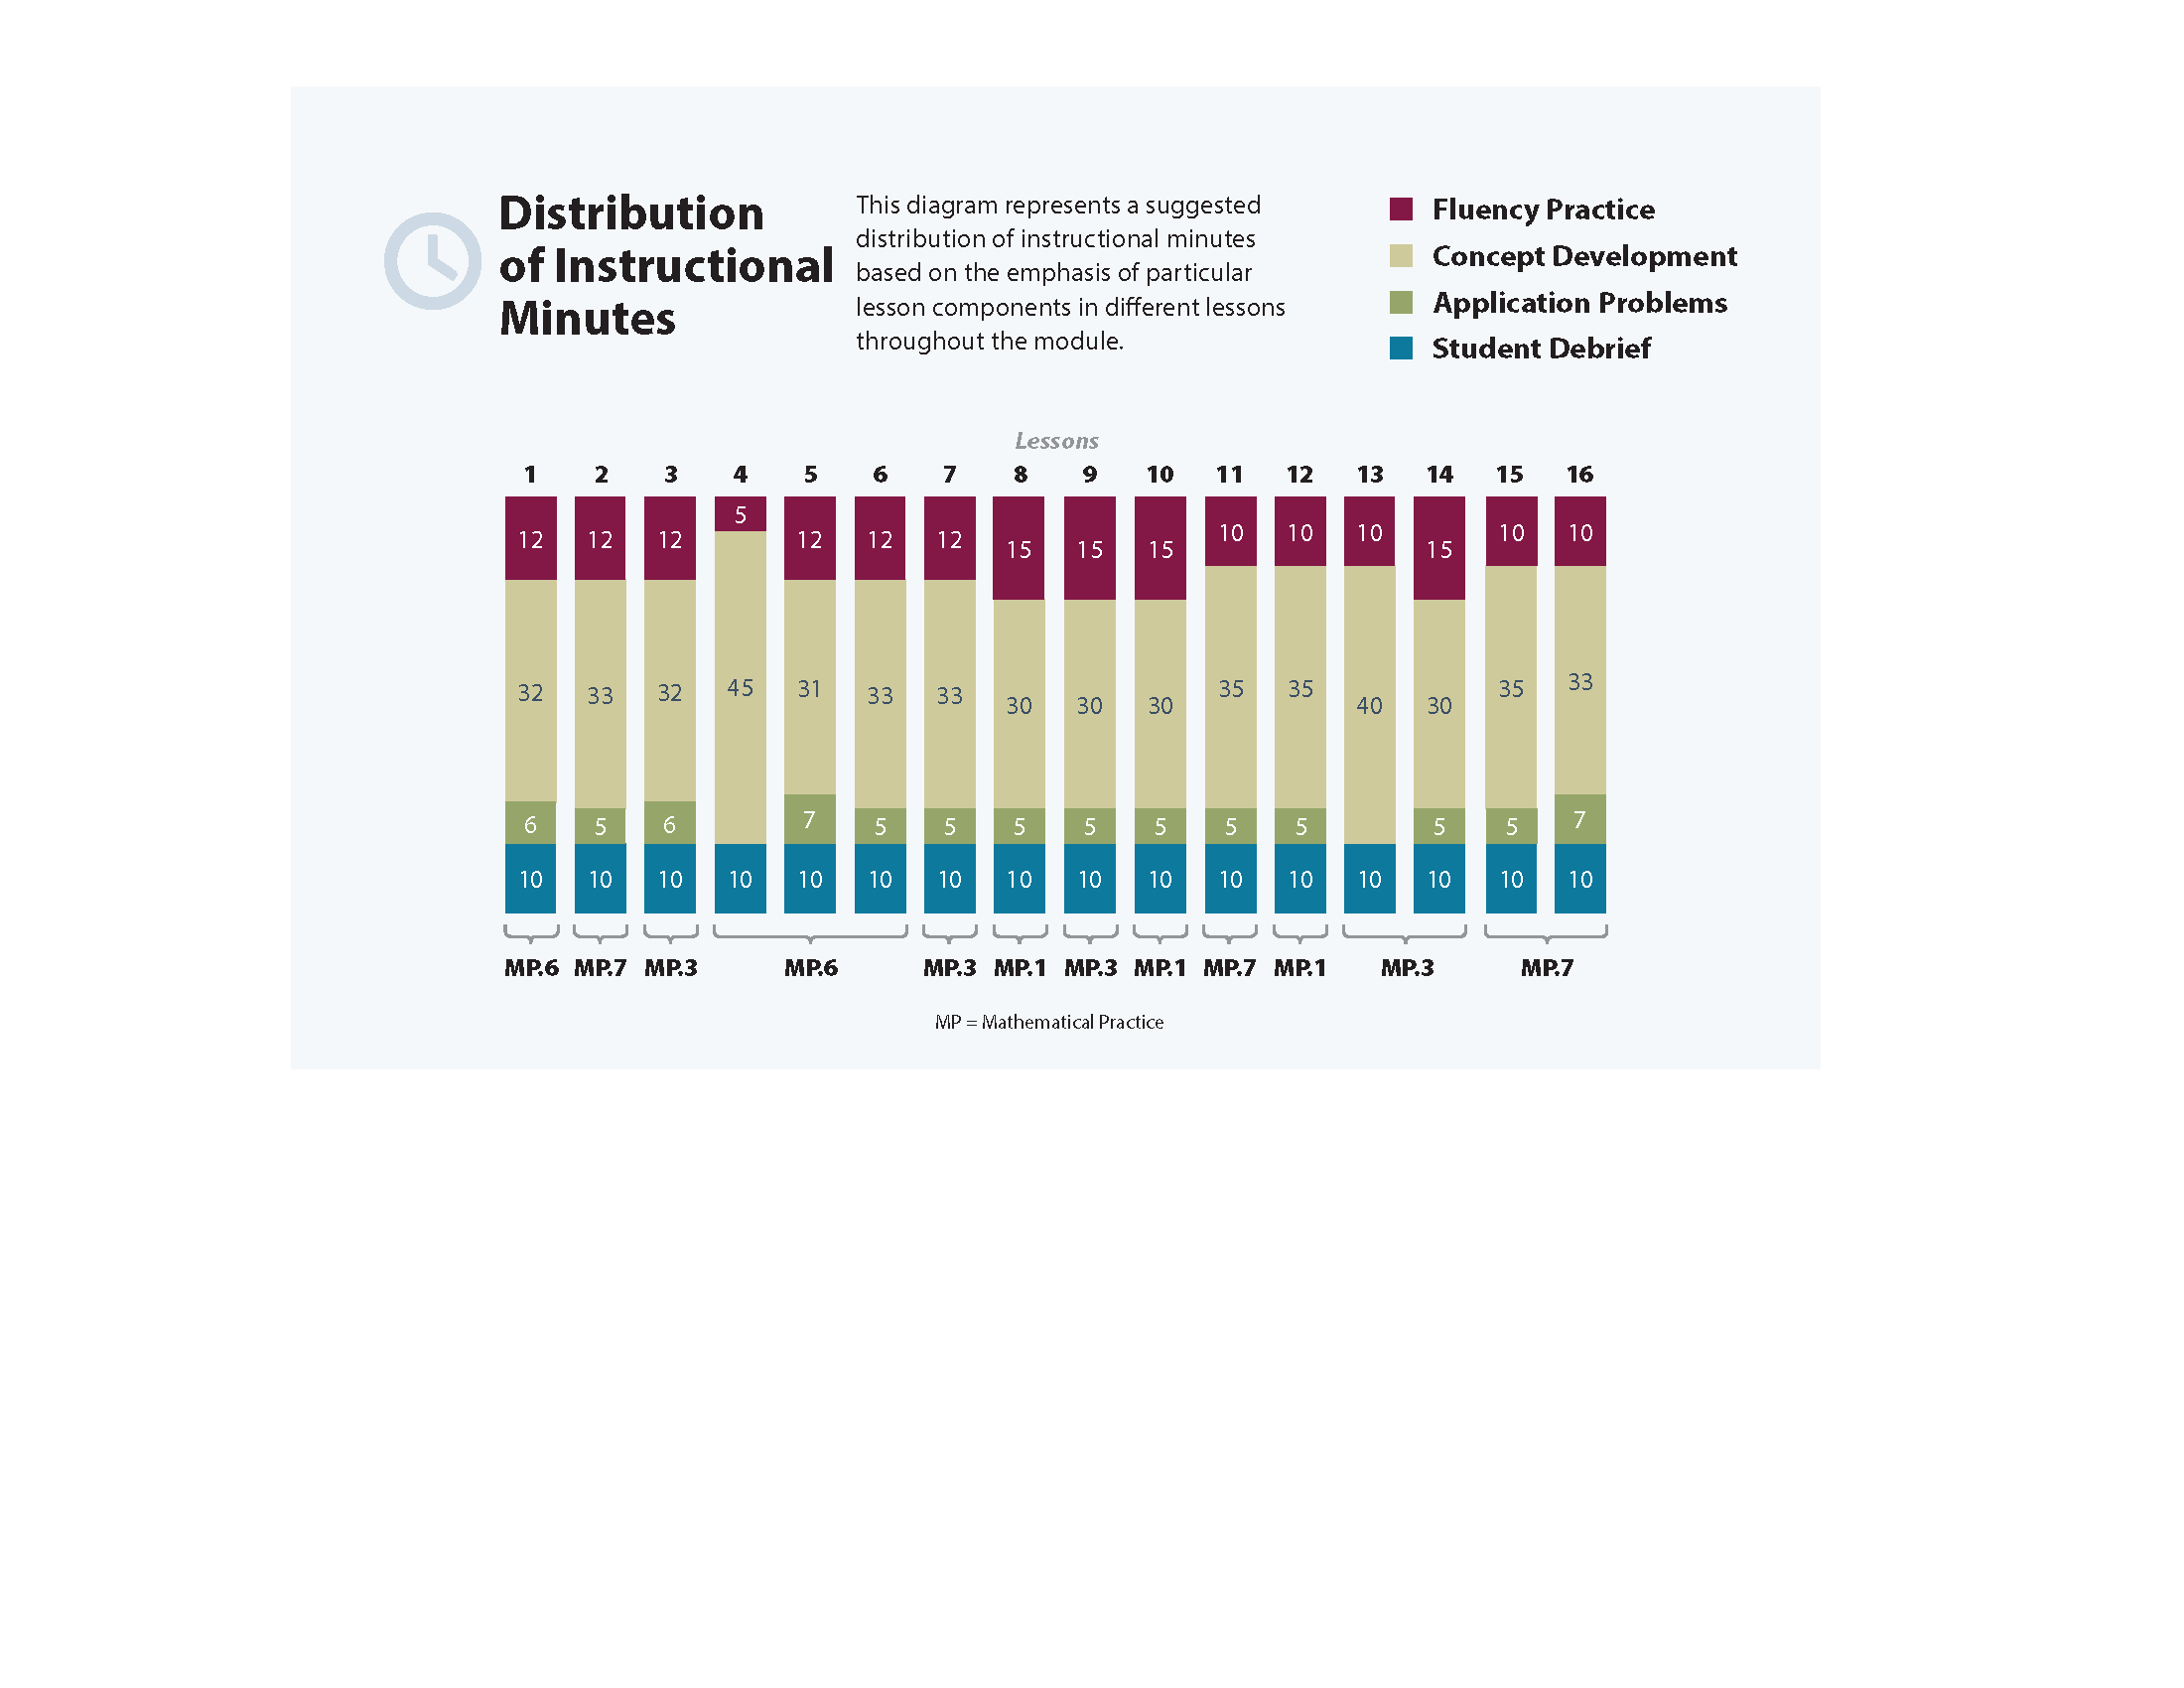 Distribution
of Instructional
Minutes
This diagram represents a suggested
distribution of instructional minutes
based on the emphasis of particular
lesson components in different lessons
throughout the module.
Fluency Practice
Concept Development
Application Problems
Student Debrief
Lessons
1 2 3 4 5 6 7 8 9 10 11 12 13 14 15 16
12 12 12 5 12 12 12 15 15 15 10 10 10 15 10 10
32 33 32 45 31 33 33 30 30 30 35 35 40 30 35 33
6 5 6 7 5 5 5 5 5 5 5 5 5 7
10 10 10 10 10 10 10 10 10 10 10 10 10 10 10 10
MP.6 MP.7 MP.3 MP.6 MP.3 MP.1 MP.3 MP.1 MP.7 MP.1 MP.3 MP.7
MP = Mathematical Practice